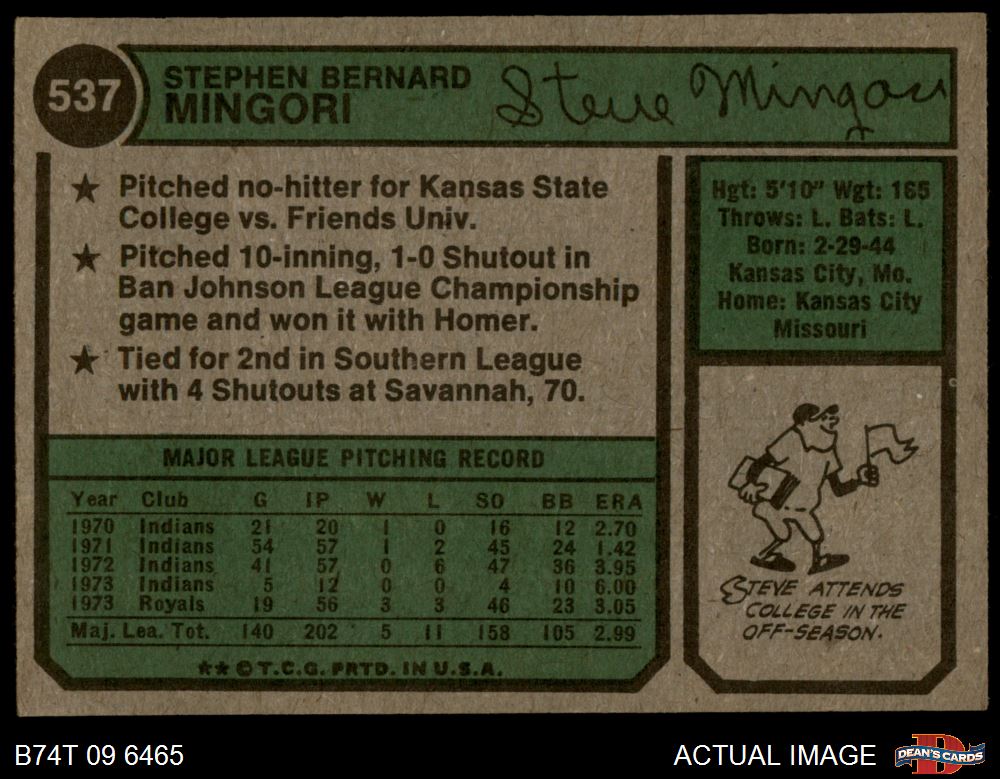 537
STEPHEN BERNARD
MINGORI
Steve Mingori
★ Pitched no-hitter for Kansas State
College vs. Friends Univ.
★ Pitched 10-inning, 1-0 Shutout in
Ban Johnson League Championship
game and won it with Homer.
★ Tied for 2nd in Southern League
with 4 Shutouts at Savannah, 70.
Hgt: 5'10" Wgt: 165
Throws: L. Bats: L.
Born: 2-29-44
Kansas City, Mo.
Home: Kansas City
Missouri
MAJOR LEAGUE PITCHING RECORD
Year Club G IP W L SO BB ERA
1970 Indians 21 20 1 0 16 12 2.70
1971 Indians 54 57 1 2 45 24 1.42
1972 Indians 41 57 0 6 47 36 3.95
1973 Indians 5 12 0 0 4 10 6.00
1973 Royals 19 56 3 3 46 23 3.05
Maj. Lea. Tot. 140 202 5 11 158 105 2.99
★★ © T.C.G. PRTD. IN U.S.A.
STEVE ATTENDS
COLLEGE IN THE
OFF-SEASON.
B74T 09 6465
ACTUAL IMAGE
DEAN'S CARDS